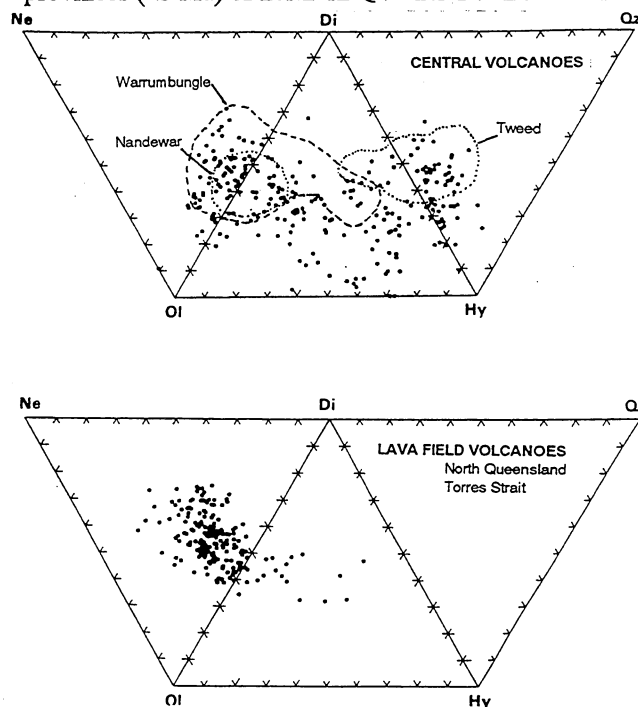 Ne Di Qz
CENTRAL VOLCANOES
Warrumbungle
Tweed
Nandewar
Ol Hy
Ne Di Q
LAVA FIELD VOLCANOES
North Queensland
Torres Strait
Ol Hy